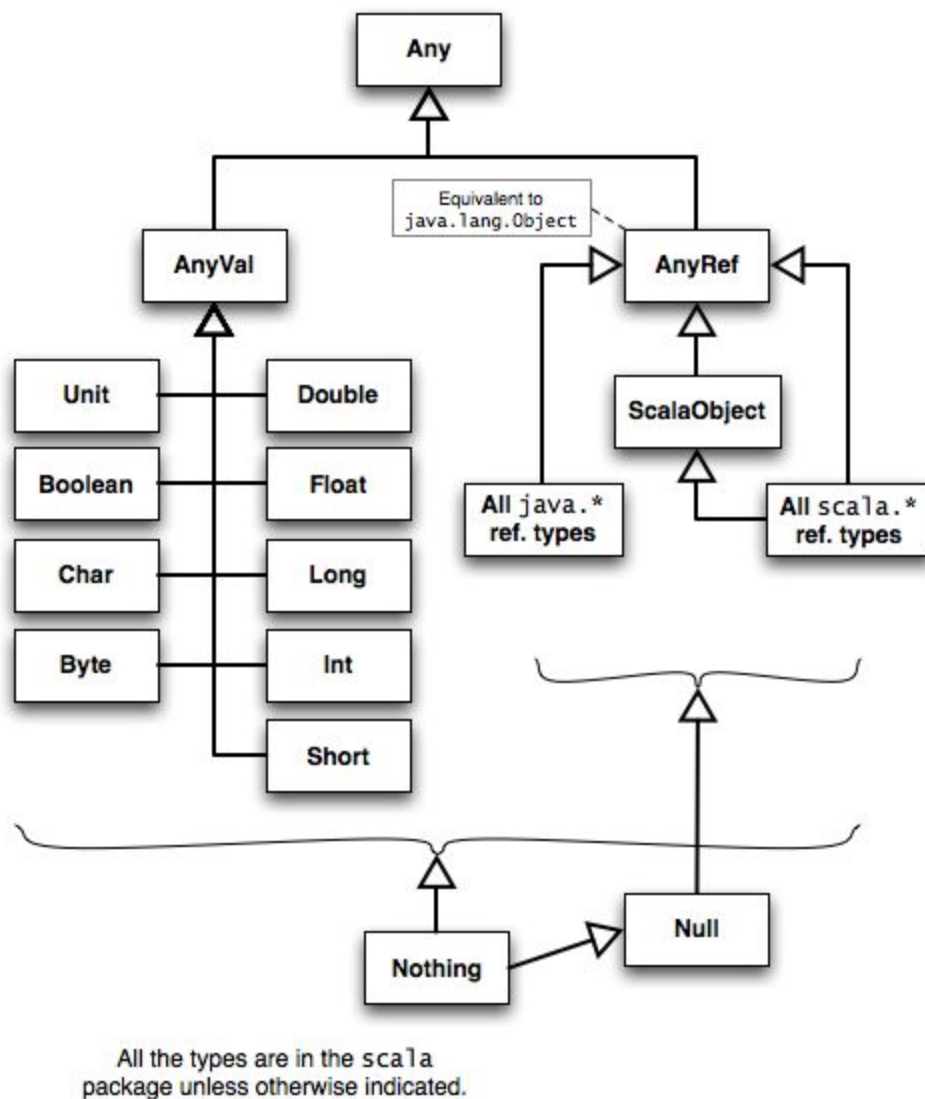 Any
Equivalent to
java.lang.Object
AnyVal
AnyRef
Unit
Double
ScalaObject
Boolean
Float
All java.*
ref. types
All scala.*
ref. types
Char
Long
Byte
Int
Short
Null
Nothing
All the types are in the scala
package unless otherwise indicated.